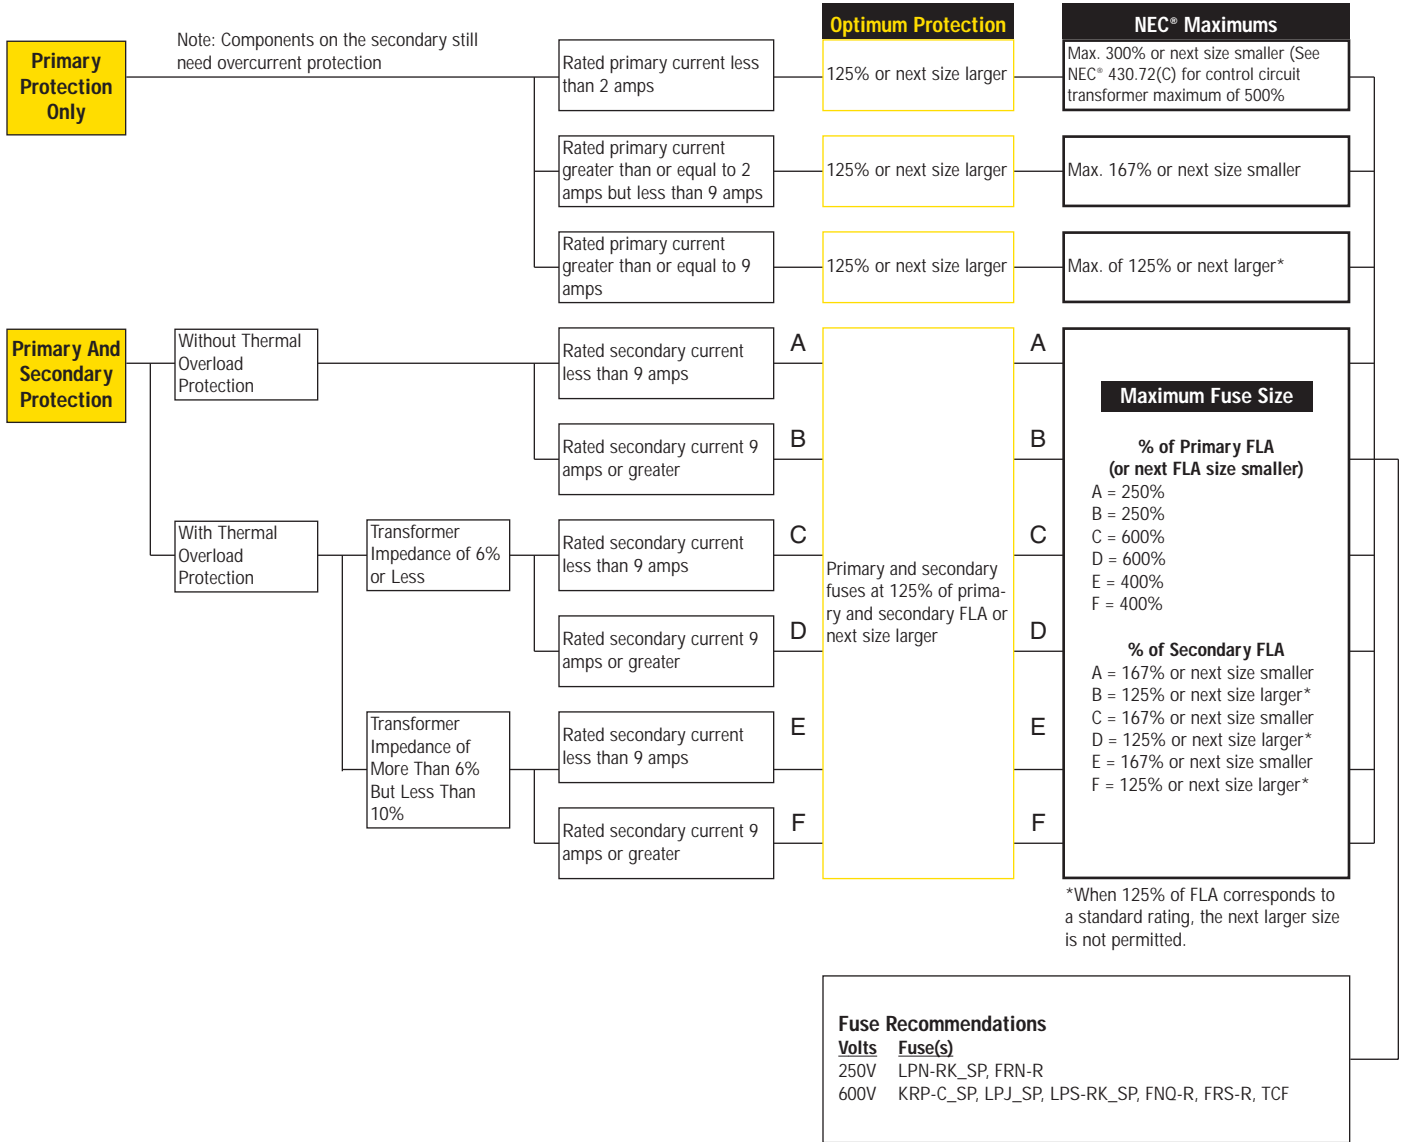 Optimum Protection
NEC® Maximums
Primary
Protection
Only
Note: Components on the secondary still
need overcurrent protection
Rated primary current less
than 2 amps
125% or next size larger
Max. 300% or next size smaller (See
NEC® 430.72(C) for control circuit
transformer maximum of 500%
Rated primary current
greater than or equal to 2
amps but less than 9 amps
125% or next size larger
Max. 167% or next size smaller
Rated primary current
greater than or equal to 9
amps
125% or next size larger
Max. of 125% or next larger*
Primary And
Secondary
Protection
Without Thermal
Overload
Protection
Rated secondary current
less than 9 amps
A
A
Rated secondary current 9
amps or greater
B
B
With Thermal
Overload
Protection
Transformer
Impedance of 6%
or Less
Rated secondary current
less than 9 amps
C
C
Rated secondary current 9
amps or greater
D
D
Transformer
Impedance of
More Than 6%
But Less Than
10%
Rated secondary current
less than 9 amps
E
E
Rated secondary current 9
amps or greater
F
F
Primary and secondary
fuses at 125% of prima-
ry and secondary FLA or
next size larger
Maximum Fuse Size
% of Primary FLA
(or next FLA size smaller)
A = 250%
B = 250%
C = 600%
D = 600%
E = 400%
F = 400%
% of Secondary FLA
A = 167% or next size smaller
B = 125% or next size larger*
C = 167% or next size smaller
D = 125% or next size larger*
E = 167% or next size smaller
F = 125% or next size larger*
*When 125% of FLA corresponds to
a standard rating, the next larger size
is not permitted.
Fuse Recommendations
Volts Fuse(s)
250V LPN-RK_SP, FRN-R
600V KRP-C_SP, LPJ_SP, LPS-RK_SP, FNQ-R, FRS-R, TCF